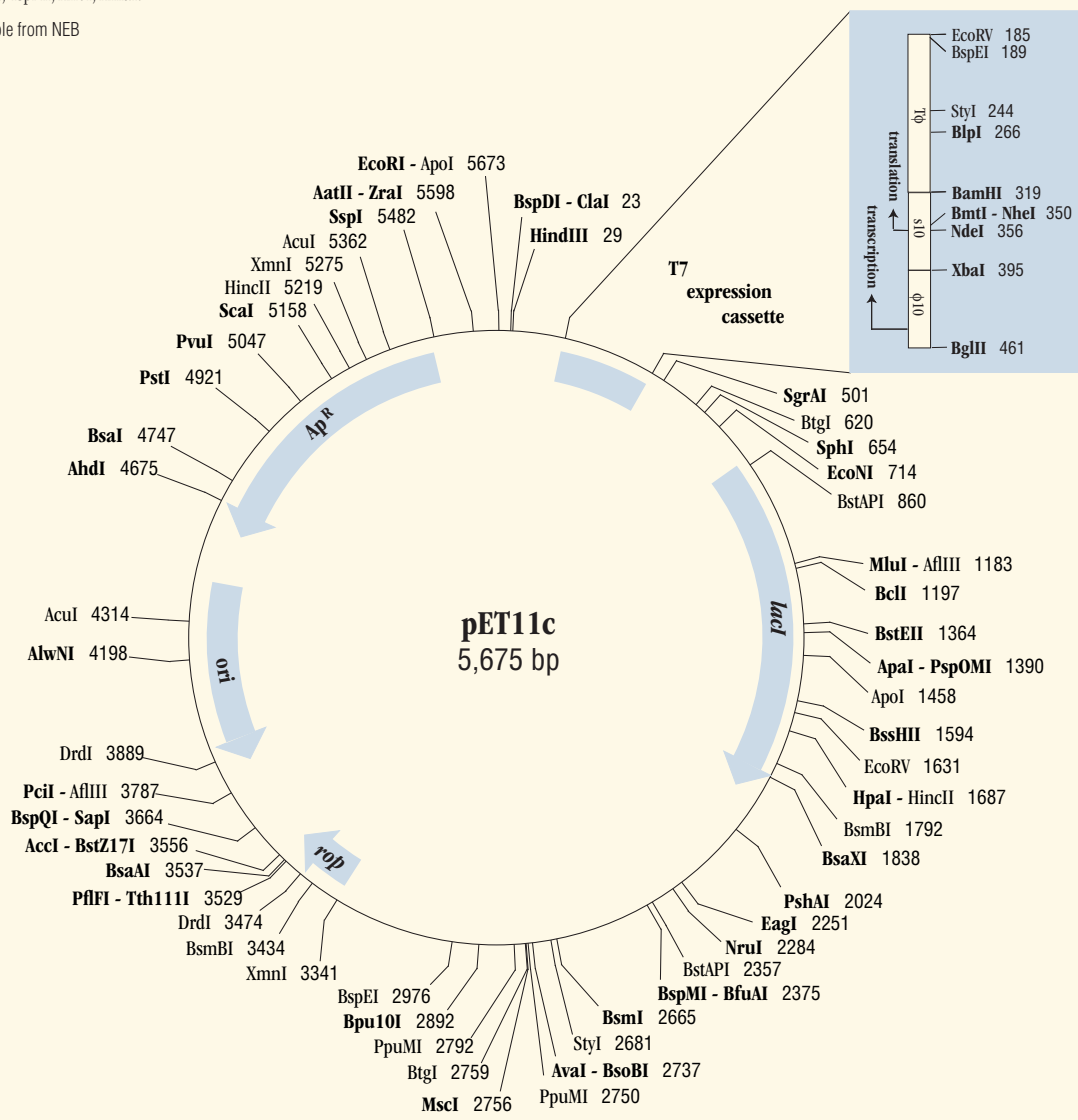 ble from NEB
EcoRV 185
BspEI 189
StyI 244
BlpI 266
BamHI 319
BmtI - NheI 350
NdeI 356
XbaI 395
BglII 461
Tϕ
s10
ϕ10
translation
transcription
EcoRI - ApoI 5673
AatII - ZraI 5598
SspI 5482
AcuI 5362
XmnI 5275
HincII 5219
ScaI 5158
PvuI 5047
PstI 4921
BsaI 4747
AhdI 4675
AcuI 4314
AlwNI 4198
DrdI 3889
PciI - AflIII 3787
BspQI - SapI 3664
AccI - BstZ17I 3556
BsaAI 3537
PflFI - Tth111I 3529
DrdI 3474
BsmBI 3434
XmnI 3341
BspEI 2976
Bpu10I 2892
PpuMI 2792
BtgI 2759
MscI 2756
BspDI - ClaI 23
HindIII 29
T7
expression
cassette
SgrAI 501
BtgI 620
SphI 654
EcoNI 714
BstAPI 860
MluI - AflIII 1183
BclI 1197
BstEII 1364
ApaI - PspOMI 1390
ApoI 1458
BssHII 1594
EcoRV 1631
HpaI - HincII 1687
BsmBI 1792
BsaXI 1838
PshAI 2024
EagI 2251
NruI 2284
BstAPI 2357
BspMI - BfuAI 2375
BsmI 2665
StyI 2681
AvaI - BsoBI 2737
PpuMI 2750
Ap^R
lacI
ori
rop
pET11c
5,675 bp